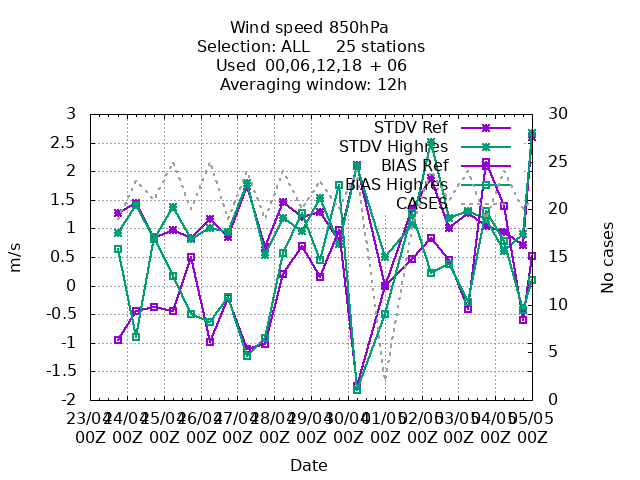 Wind speed 850hPa
Selection: ALL 25 stations
Used 00,06,12,18 + 06
Averaging window: 12h
3 30
2.5
2 25
1.5
1 20
0.5
0 15
-0.5
-1 10
-1.5 5
-2 0
STDV Ref
STDV Highres
BIAS Ref
BIAS Highres
CASES
m/s
No cases
23/04 24/04 25/04 26/04 27/04 28/04 29/04 30/04 01/05 02/05 03/05 04/05 05/05
00Z 00Z 00Z 00Z 00Z 00Z 00Z 00Z 00Z 00Z 00Z 00Z 00Z
Date